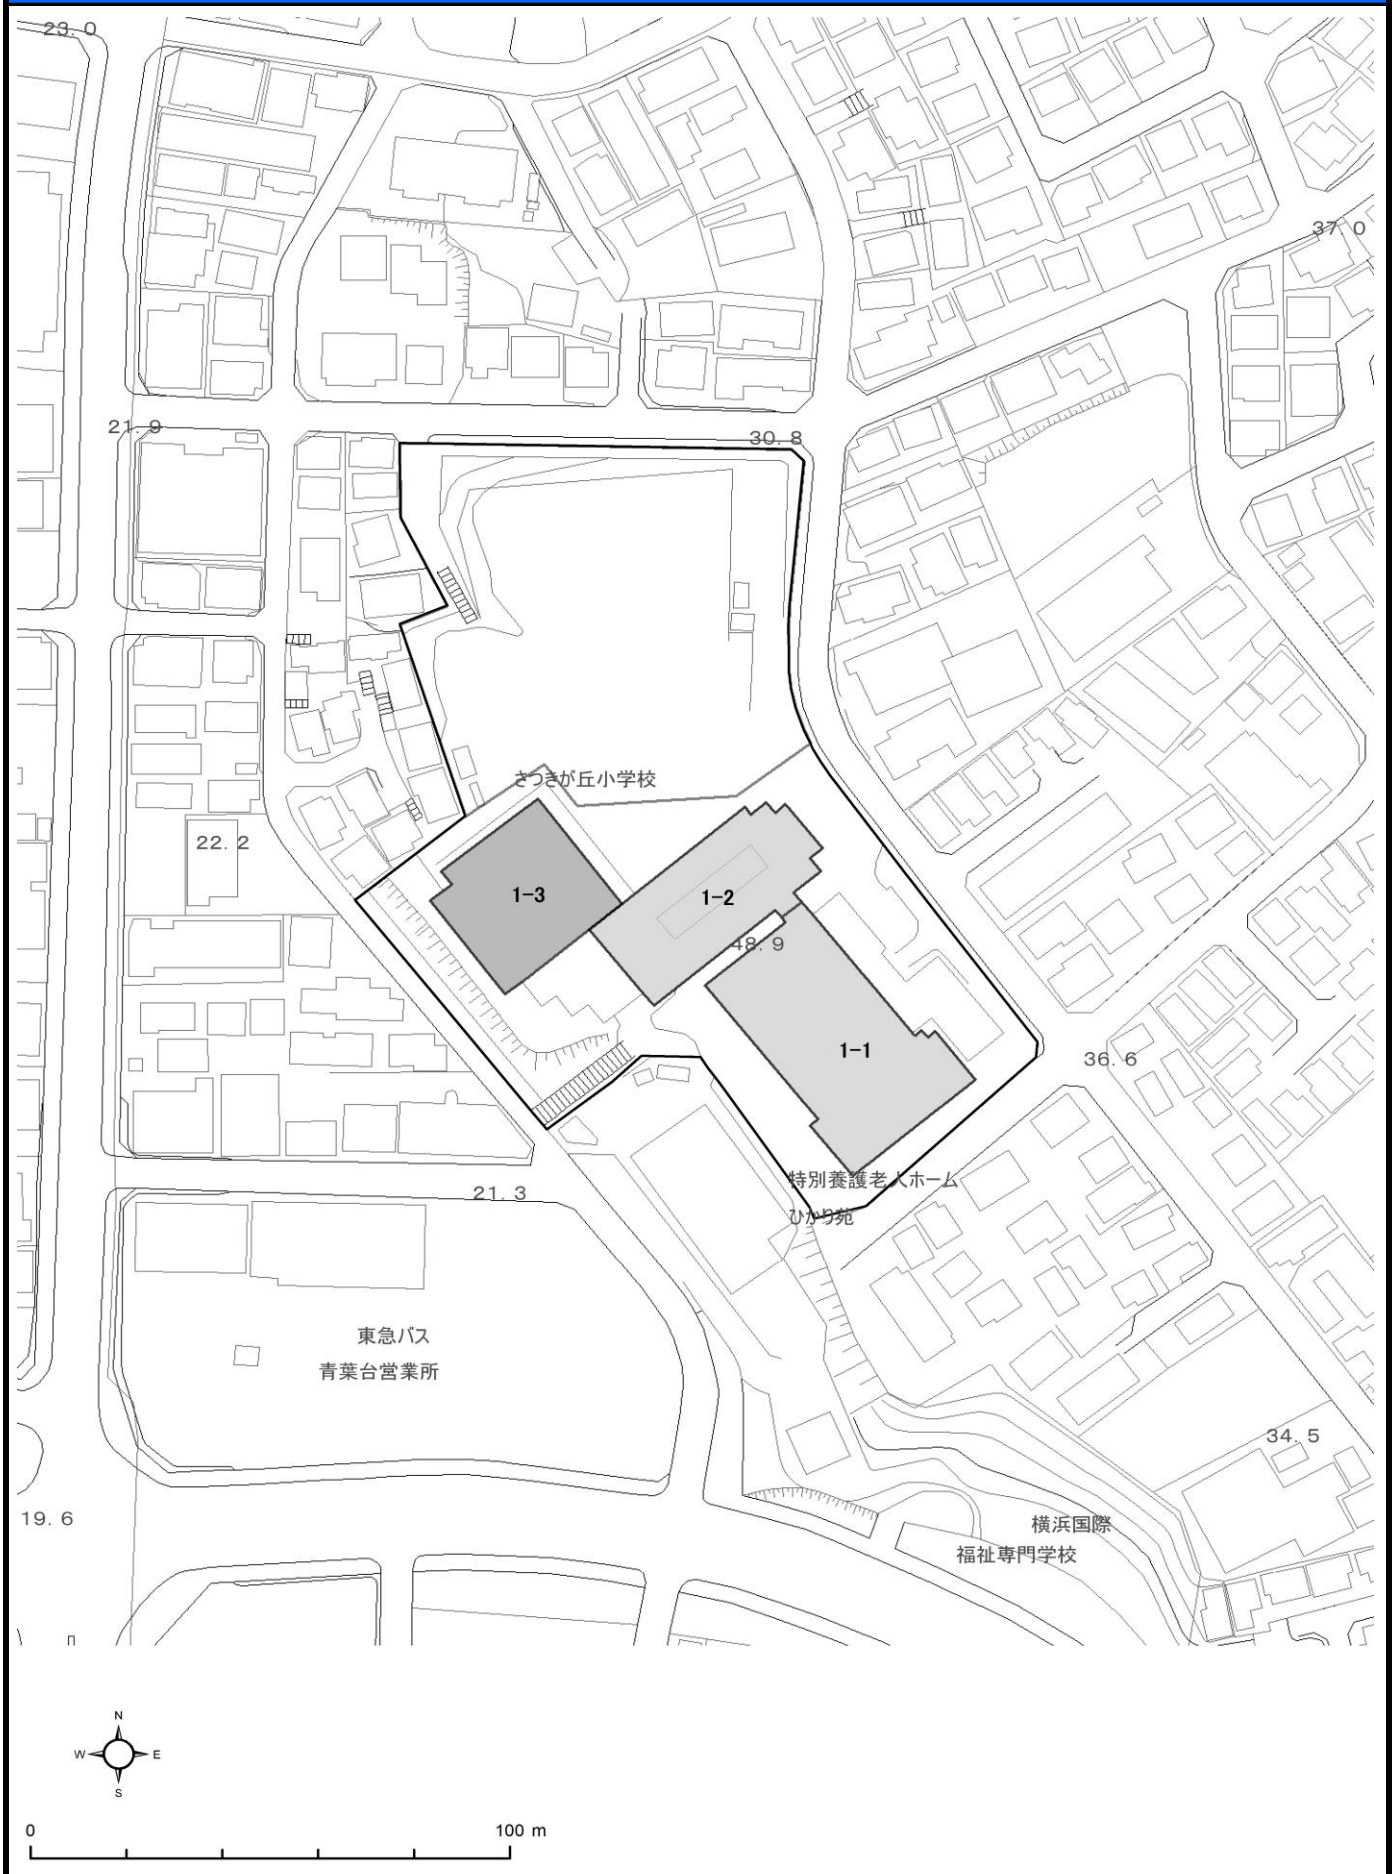 23. 0
37. 0
21. 9
30. 8
さつきが丘小学校
22. 2
1-3
1-2
48. 9
1-1
36. 6
特別養護老人ホーム
ひかり苑
21. 3
東急バス
青葉台営業所
34. 5
19. 6
横浜国際
福祉専門学校
N
W E
S
0 100 m